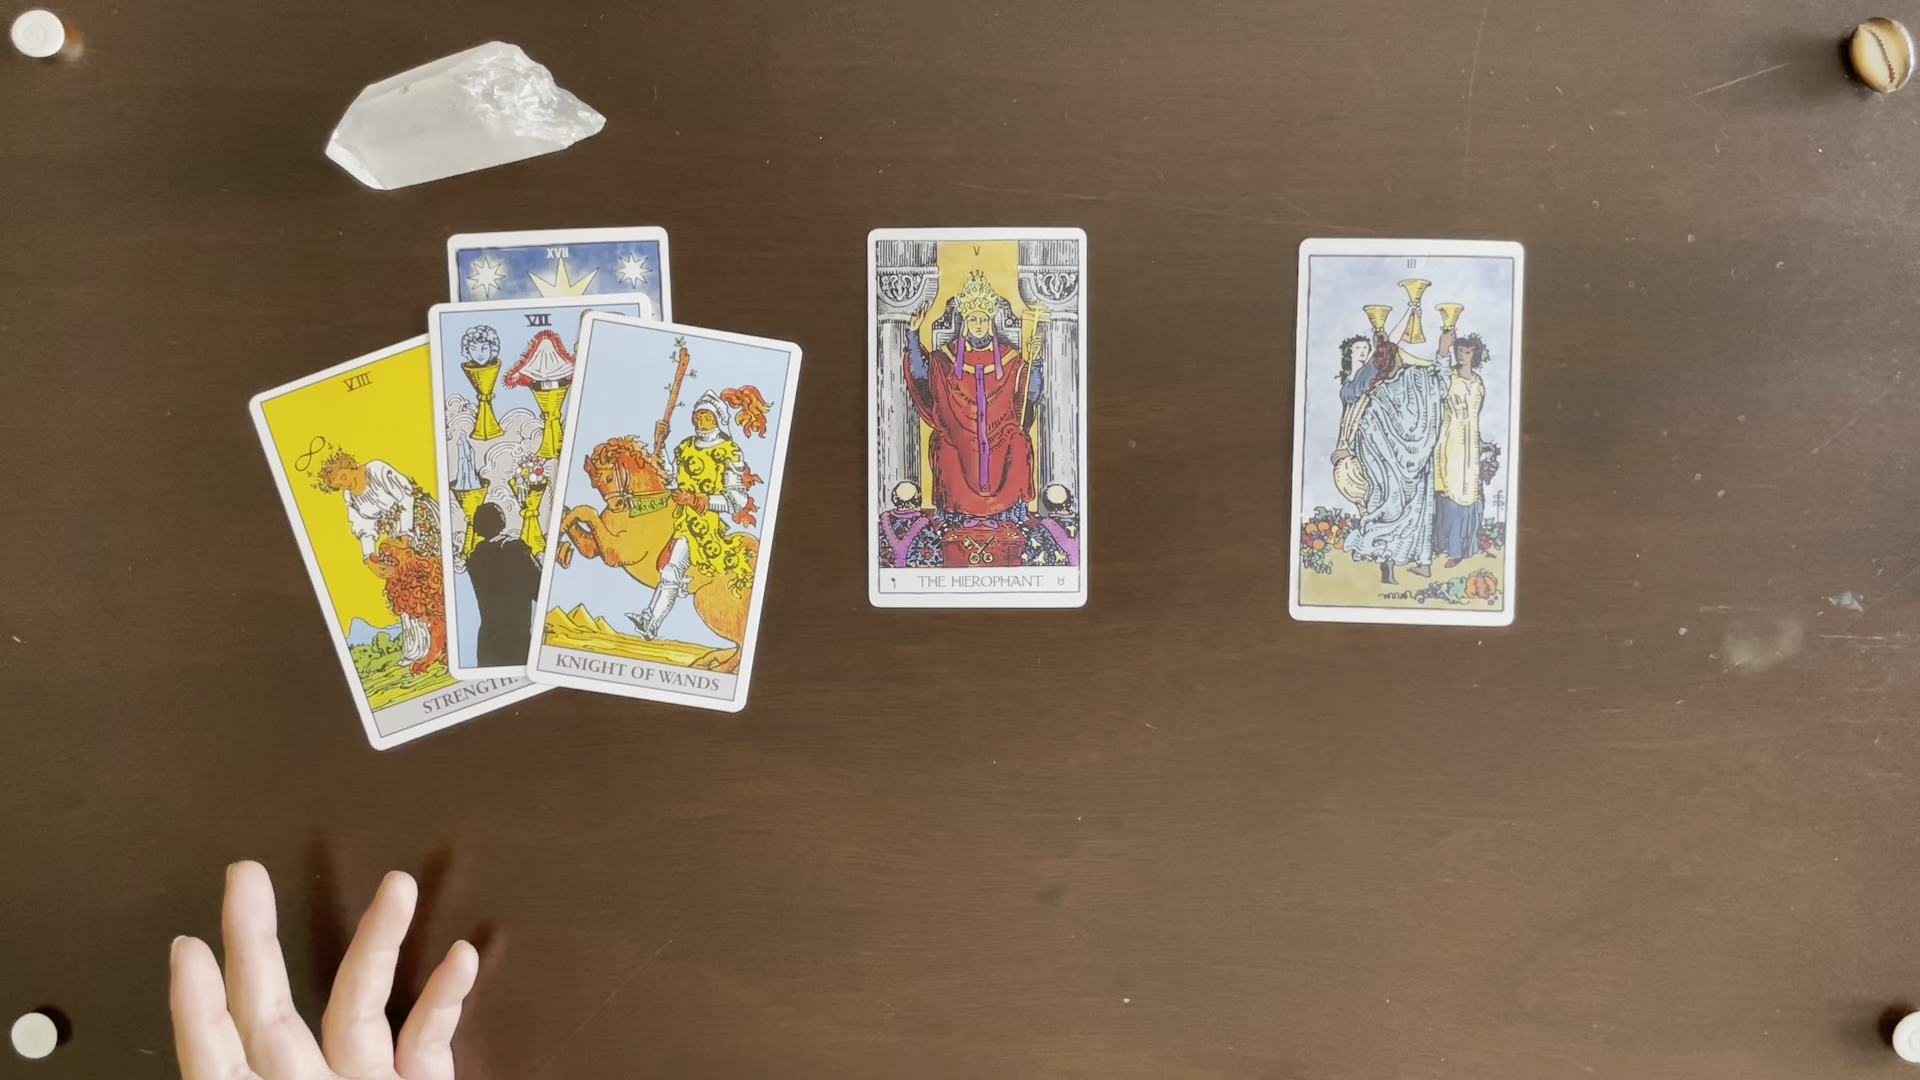 XVII
VII
VIII
KNIGHT OF WANDS
STRENGTH.
V
THE HIEROPHANT.
III